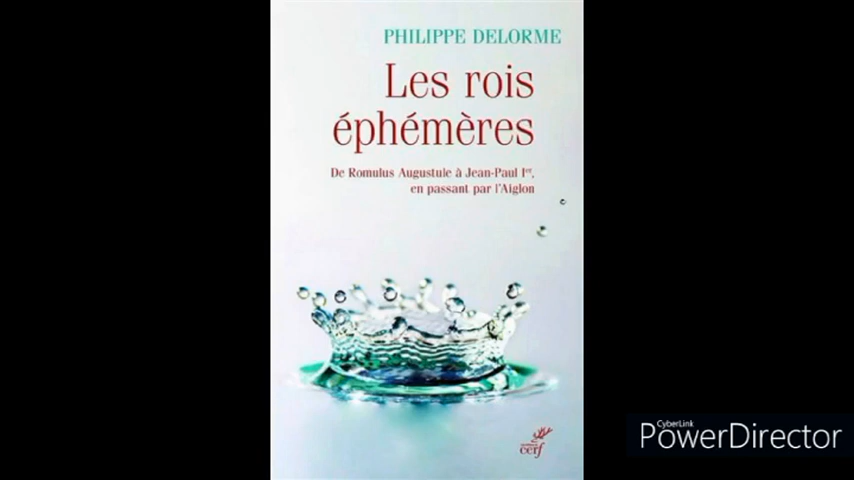 PHILIPPE DELORME
Les rois
éphémères
De Romulus Augustule à Jean-Paul Iᵉʳ,
en passant par l'Aiglon
cerf
CyberLink
PowerDirector